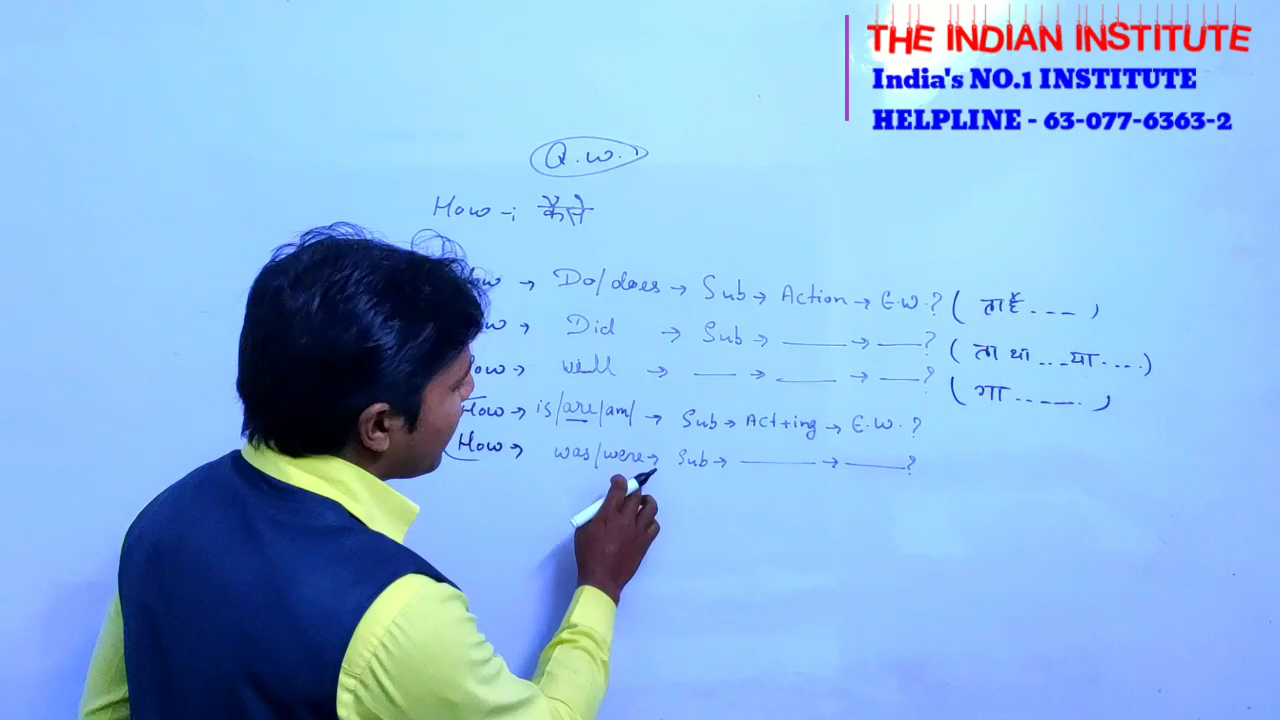 THE INDIAN INSTITUTE
India's NO.1 INSTITUTE
HELPLINE - 63-077-6363-2
Q.W.
How -: कैसे
How → Do/does → Sub → Action → E.W.? ( ता हैं - - - )
How → Did → Sub → —— → ——? ( ता था - - - या - - - - )
How → will → —— → —— → ——? ( गा - - - - - )
How → is/are/am/ → Sub → Act+ing → E.W. ?
How → was/were → Sub → —— → ——?